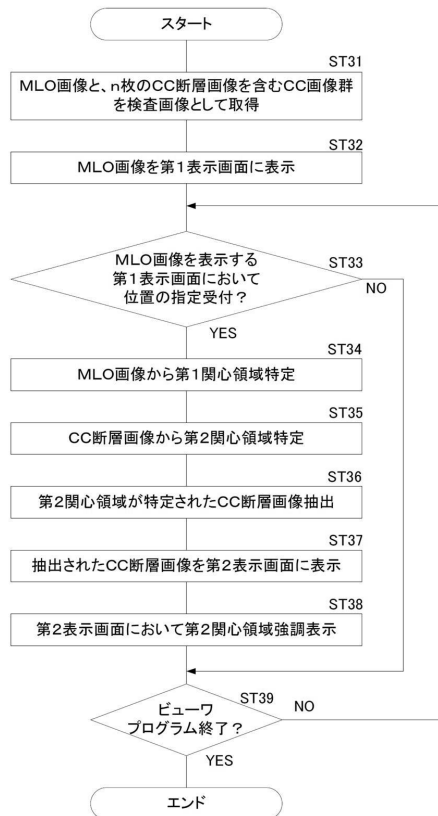 スタート
ST31
MLO画像と、n枚のCC断層画像を含むCC画像群
を検査画像として取得
ST32
MLO画像を第1表示画面に表示
ST33
MLO画像を表示する
第1表示画面において
位置の指定受付？
NO
YES
ST34
MLO画像から第1関心領域特定
ST35
CC断層画像から第2関心領域特定
ST36
第2関心領域が特定されたCC断層画像抽出
ST37
抽出されたCC断層画像を第2表示画面に表示
ST38
第2表示画面において第2関心領域強調表示
ST39
ビューワ
プログラム終了？
NO
YES
エンド